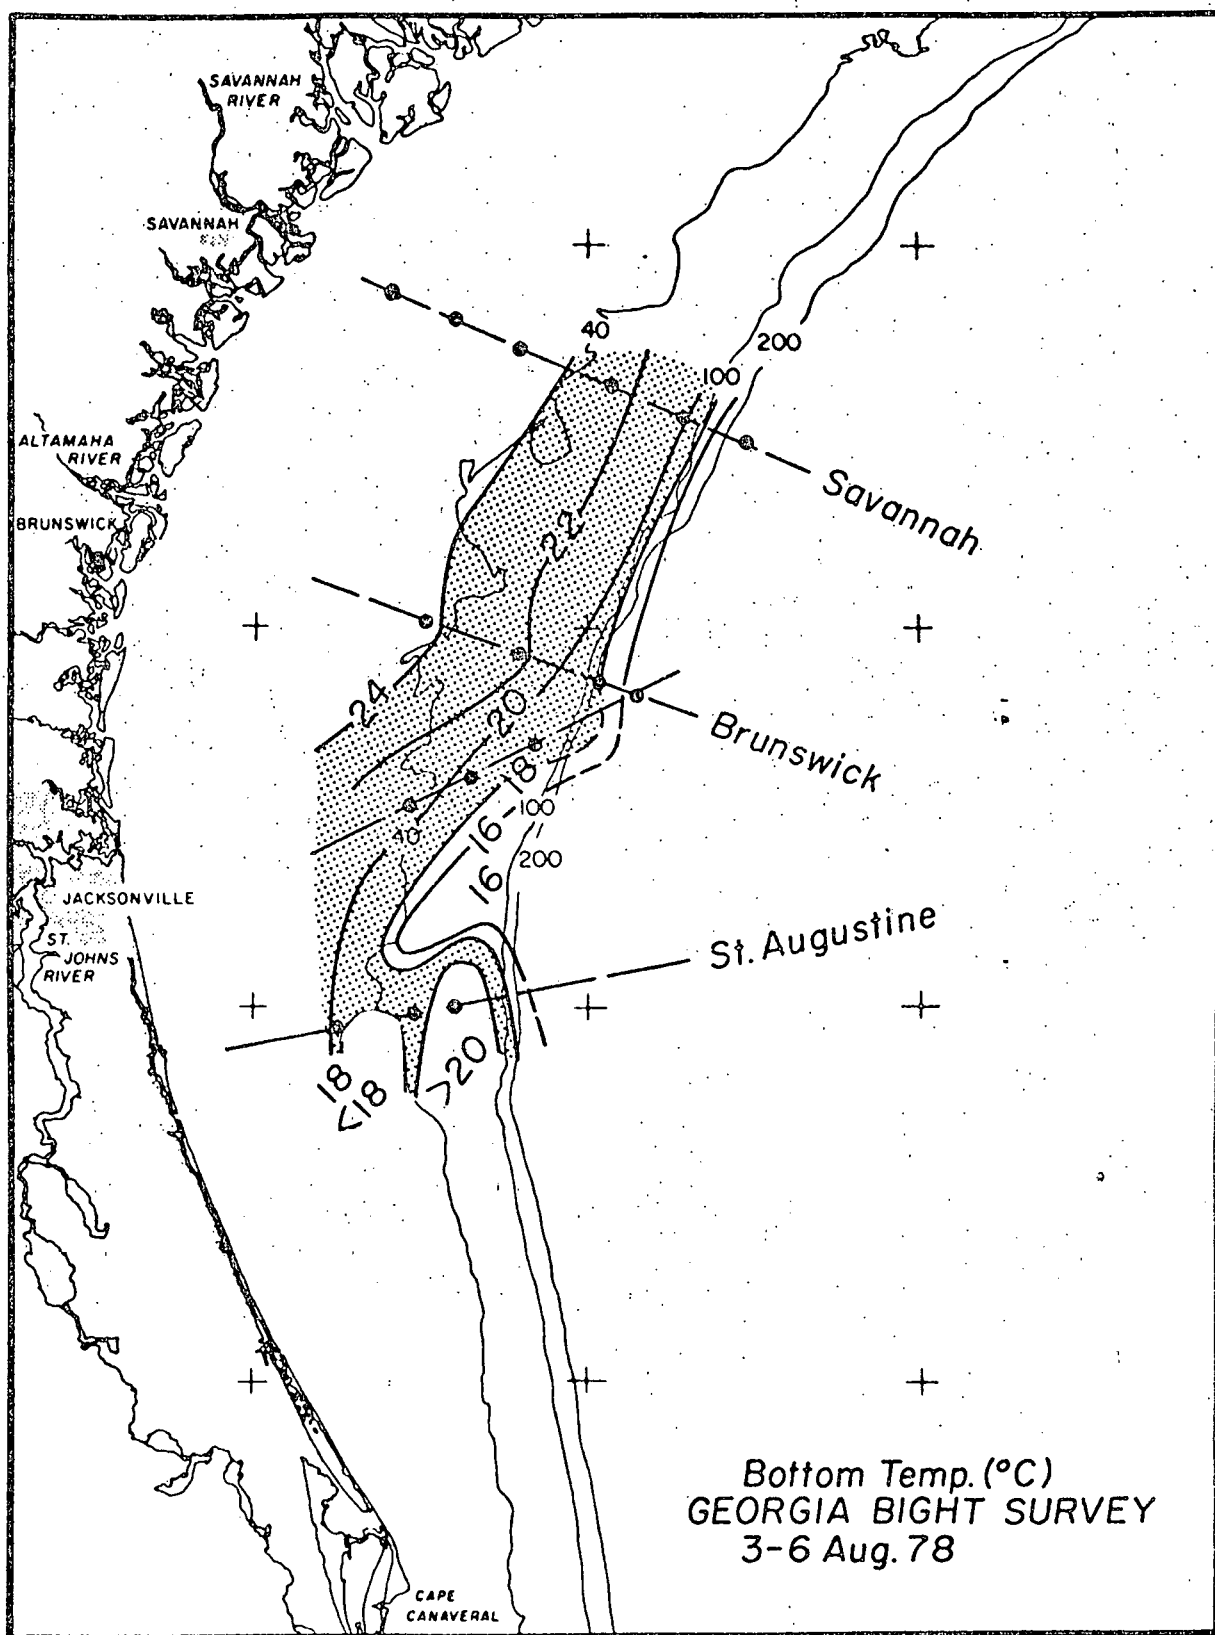 SAVANNAH
RIVER
SAVANNAH
40
200
100
ALTAMAHA
RIVER
Savannah
BRUNSWICK
22
24
20
Brunswick
18
100
16
40
200
16
JACKSONVILLE
St. Augustine
ST.
JOHNS
RIVER
18
<18
>20
Bottom Temp. (°C)
GEORGIA BIGHT SURVEY
3-6 Aug. 78
CAPE
CANAVERAL